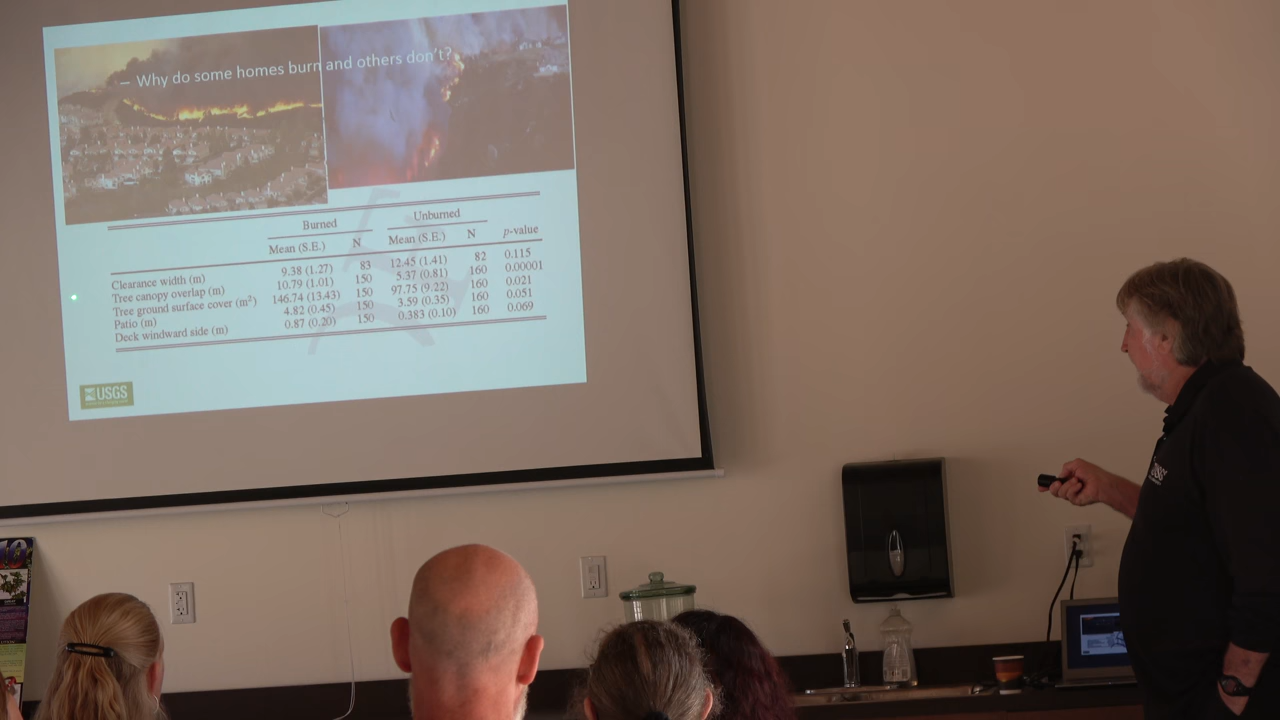 – Why do some homes burn and others don't?
Burned Unburned
Mean (S.E.) N Mean (S.E.) N p-value
Clearance width (m) 9.38 (1.27) 83 12.45 (1.41) 82 0.115
Tree canopy overlap (m) 10.79 (1.01) 150 5.37 (0.81) 160 0.00001
Tree ground surface cover (m²) 146.74 (13.43) 150 97.75 (9.22) 160 0.021
Patio (m) 4.82 (0.45) 150 3.59 (0.35) 160 0.051
Deck windward side (m) 0.87 (0.20) 150 0.383 (0.10) 160 0.069
USGS